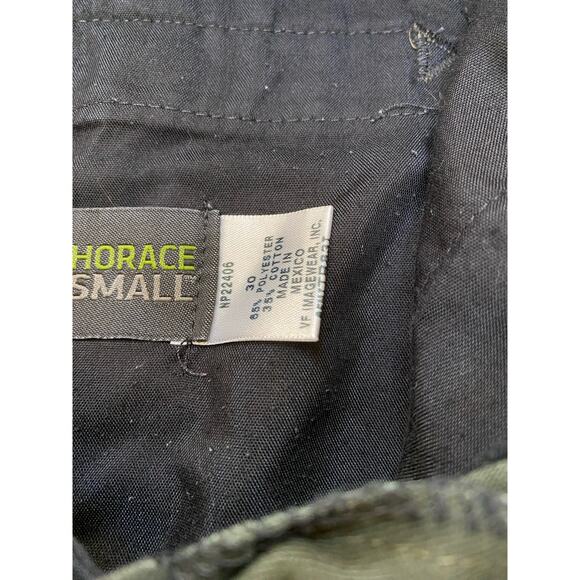 HORACE
SMALL
NP22406
30
65% POLYESTER
35% COTTON
MADE IN
MEXICO
VF IMAGEWEAR, INC.